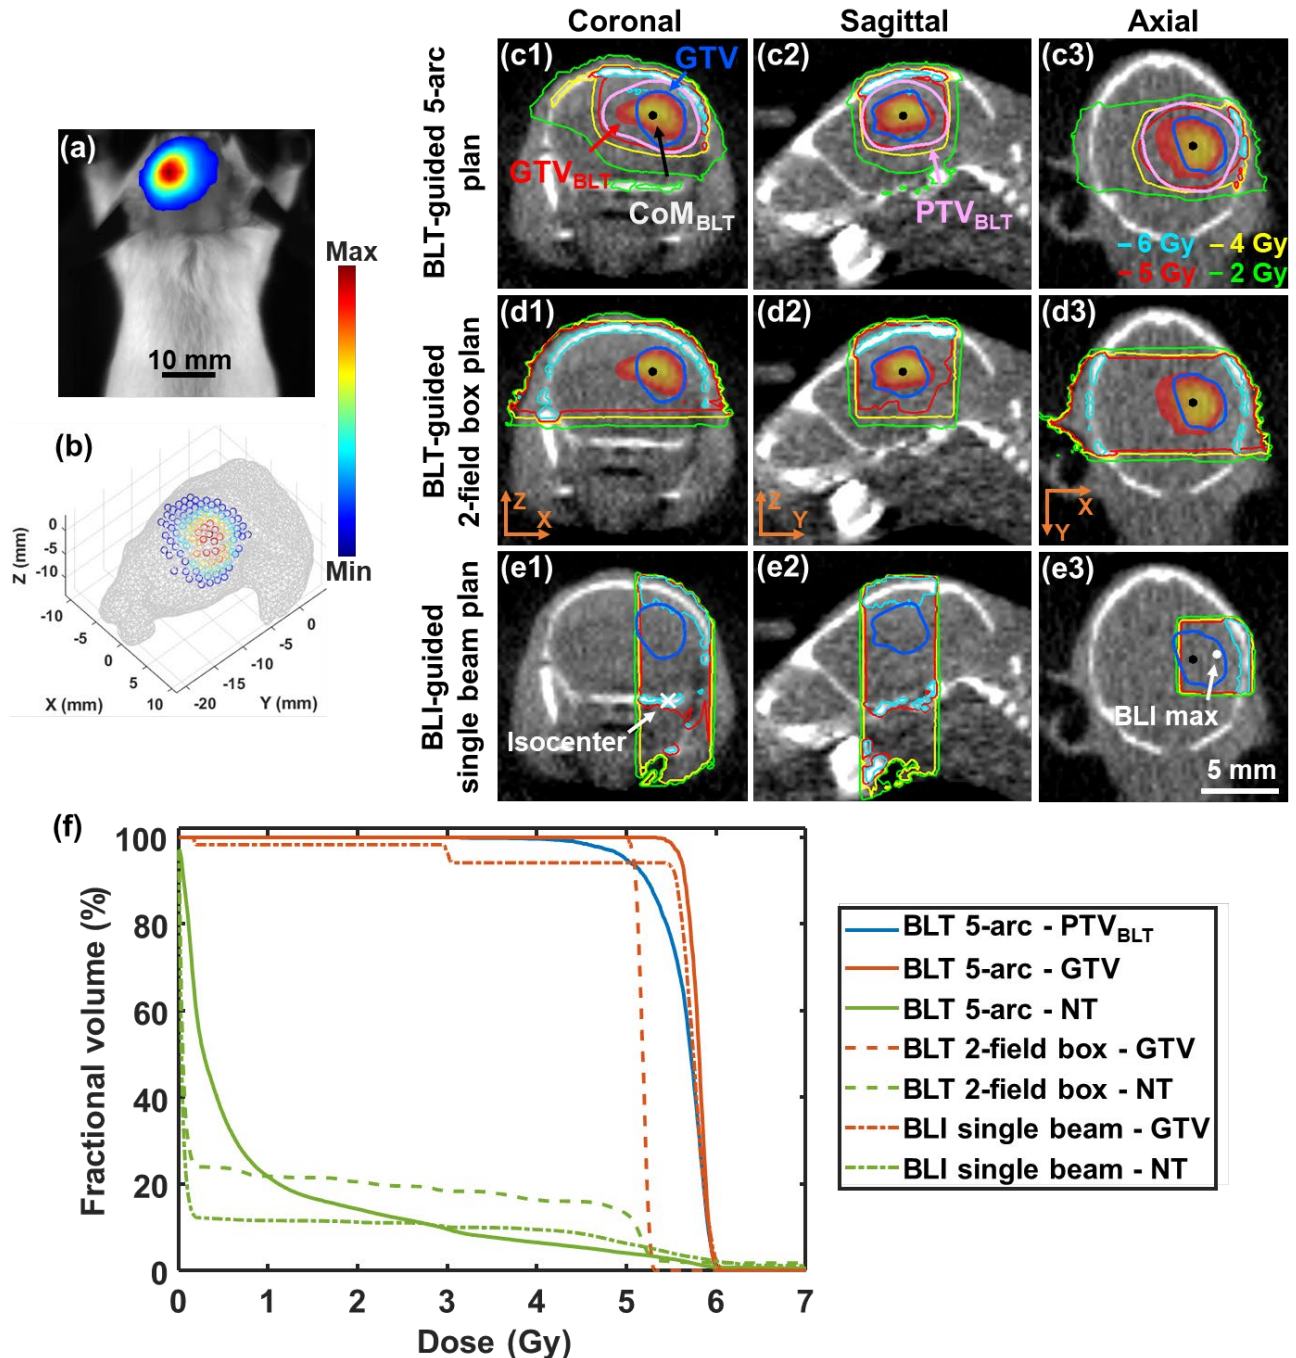 Coronal
Sagittal
Axial
BLT-guided 5-arc
plan
(a)
10 mm
Max
Min
(b)
Z (mm)
0
-5
-10
-10
-5
0
5
10
X (mm)
0
-5
-10
-15
-20
Y (mm)
(c1)
GTV
GTVBLT
CoMBLT
(c2)
PTVBLT
(c3)
– 6 Gy – 4 Gy
– 5 Gy – 2 Gy
BLT-guided
2-field box plan
(d1)
Z
X
(d2)
Z
Y
(d3)
X
Y
BLI-guided
single beam plan
(e1)
Isocenter
(e2)
(e3)
BLI max
5 mm
(f)
Fractional volume (%)
100
80
60
40
20
0
0 1 2 3 4 5 6 7
Dose (Gy)
BLT 5-arc - PTVBLT
BLT 5-arc - GTV
BLT 5-arc - NT
BLT 2-field box - GTV
BLT 2-field box - NT
BLI single beam - GTV
BLI single beam - NT